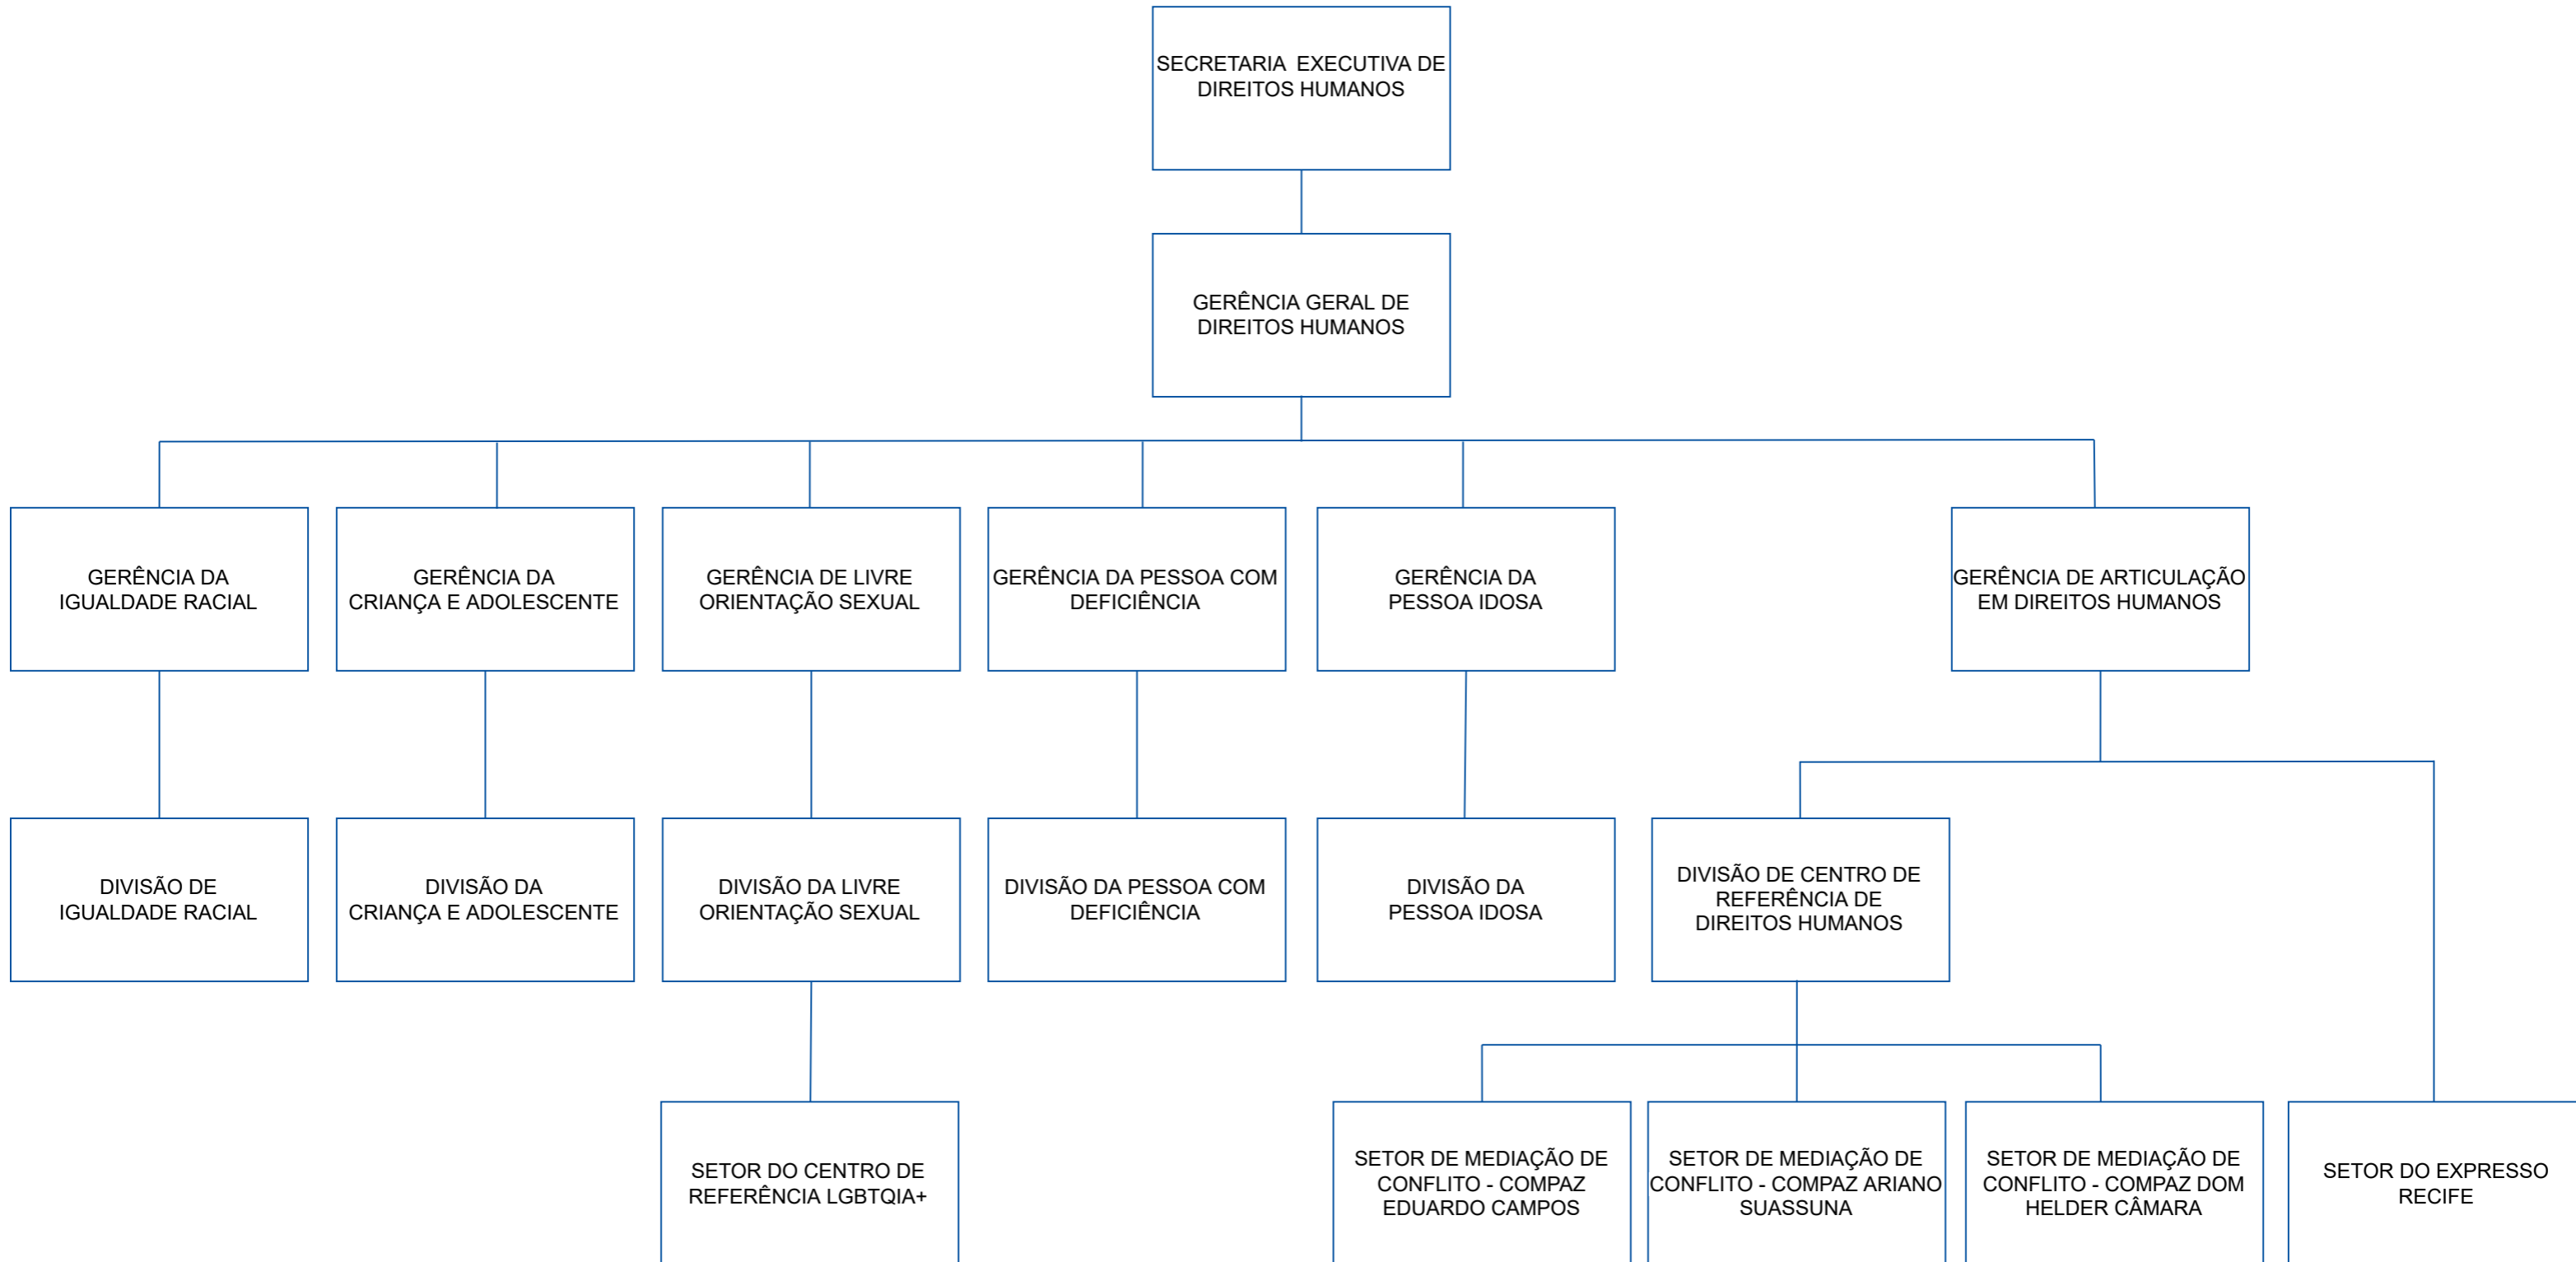 SECRETARIA EXECUTIVA DE
DIREITOS HUMANOS
GERÊNCIA GERAL DE
DIREITOS HUMANOS
GERÊNCIA DA
IGUALDADE RACIAL
GERÊNCIA DA
CRIANÇA E ADOLESCENTE
GERÊNCIA DE LIVRE
ORIENTAÇÃO SEXUAL
GERÊNCIA DA PESSOA COM
DEFICIÊNCIA
GERÊNCIA DA
PESSOA IDOSA
GERÊNCIA DE ARTICULAÇÃO
EM DIREITOS HUMANOS
DIVISÃO DE
IGUALDADE RACIAL
DIVISÃO DA
CRIANÇA E ADOLESCENTE
DIVISÃO DA LIVRE
ORIENTAÇÃO SEXUAL
DIVISÃO DA PESSOA COM
DEFICIÊNCIA
DIVISÃO DA
PESSOA IDOSA
DIVISÃO DE CENTRO DE
REFERÊNCIA DE
DIREITOS HUMANOS
SETOR DO CENTRO DE
REFERÊNCIA LGBTQIA+
SETOR DE MEDIAÇÃO DE
CONFLITO - COMPAZ
EDUARDO CAMPOS
SETOR DE MEDIAÇÃO DE
CONFLITO - COMPAZ ARIANO
SUASSUNA
SETOR DE MEDIAÇÃO DE
CONFLITO - COMPAZ DOM
HELDER CÂMARA
SETOR DO EXPRESSO
RECIFE